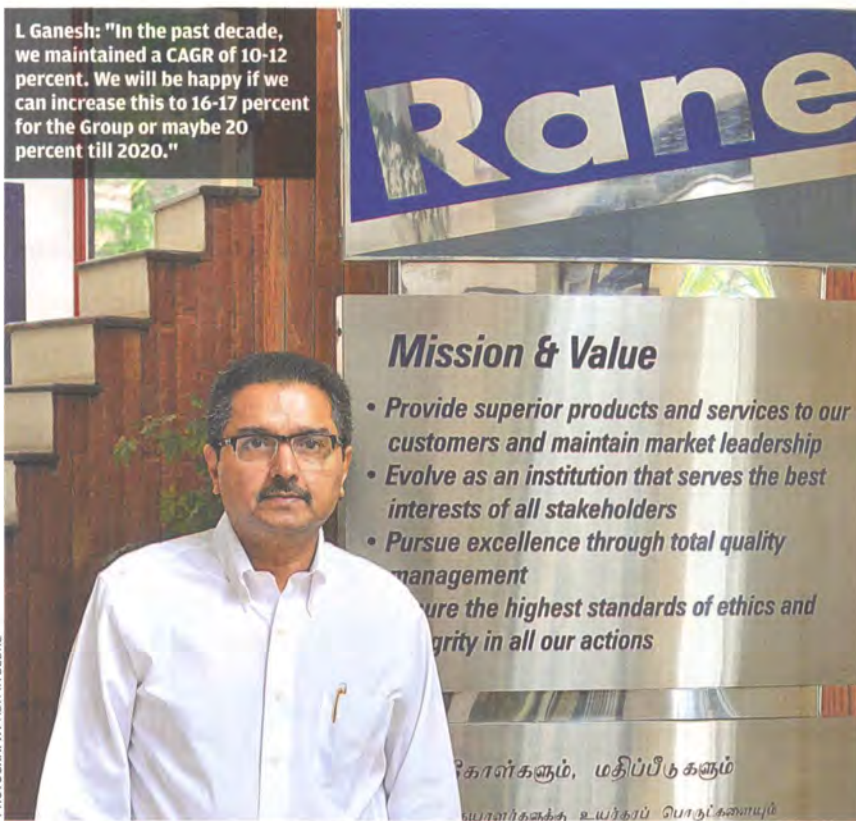 L Ganesh: "In the past decade,
we maintained a CAGR of 10-12
percent. We will be happy if we
can increase this to 16-17 percent
for the Group or maybe 20
percent till 2020."
Rane
Mission & Value
• Provide superior products and services to our
customers and maintain market leadership
• Evolve as an institution that serves the best
interests of all stakeholders
• Pursue excellence through total quality
management
the highest standards of ethics and
in all our actions
மதிப்பீடுகளும்
உயர்தரப் பொருட்களையும்